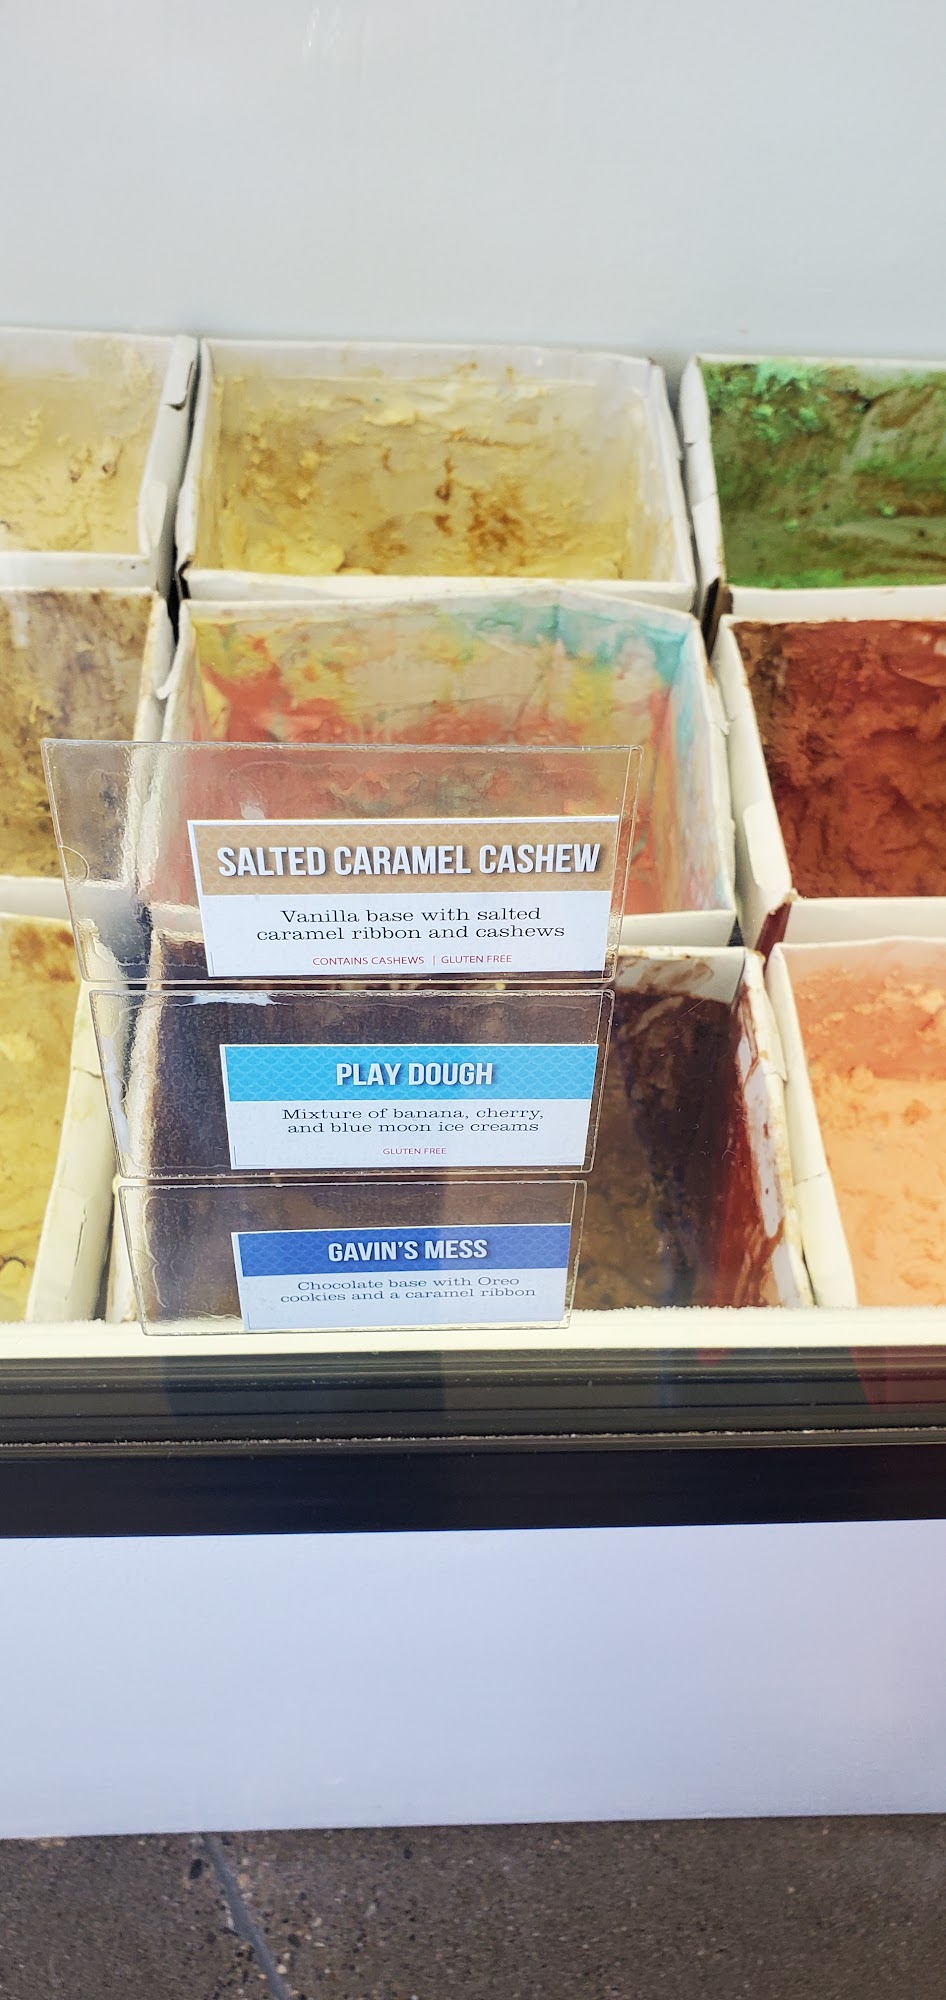 SALTED CARAMEL CASHEW
Vanilla base with salted
caramel ribbon and cashews
CONTAINS CASHEWS | GLUTEN FREE
PLAY DOUGH
Mixture of banana, cherry,
and blue moon ice creams
GLUTEN FREE
GAVIN'S MESS
Chocolate base with Oreo
cookies and a caramel ribbon